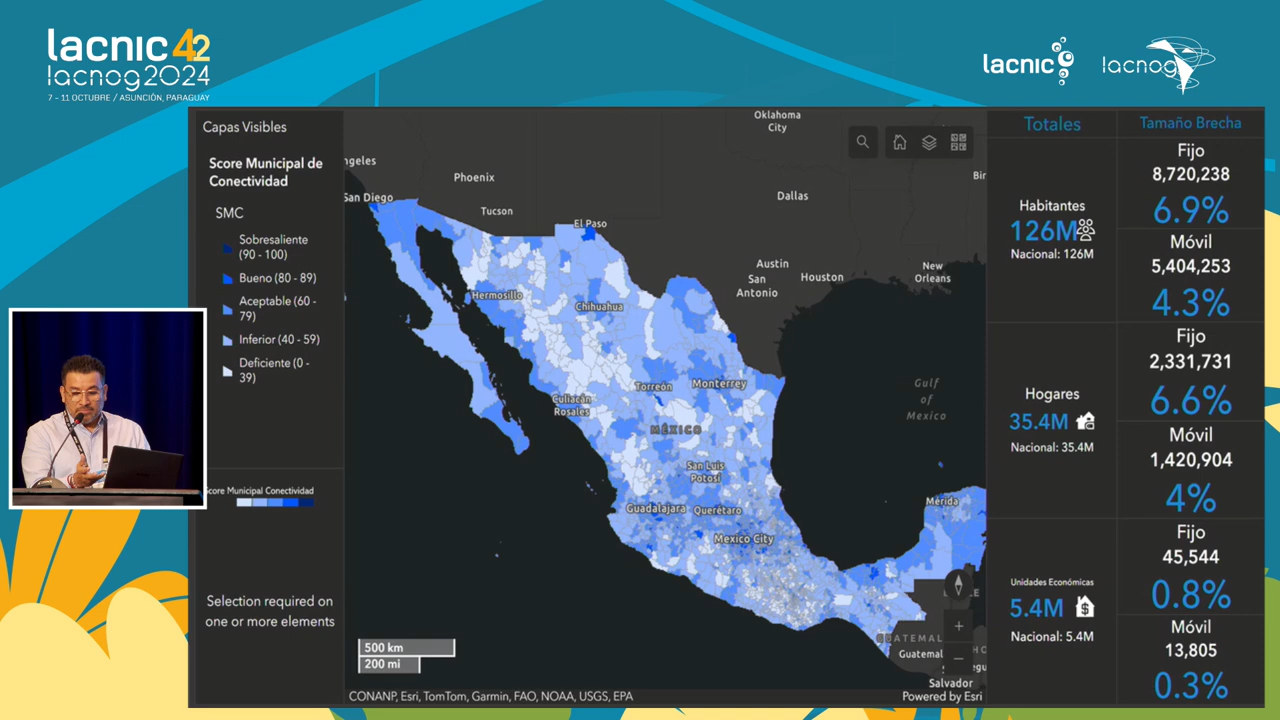 lacnic 42
lacnog2024
7 - 11 OCTUBRE / ASUNCIÓN, PARAGUAY
lacnic
lacnog
Capas Visibles
Score Municipal de
Conectividad
SMC
Sobresaliente
(90 - 100)
Bueno (80 - 89)
Aceptable (60 -
79)
Inferior (40 - 59)
Deficiente (0 -
39)
core Municipal Conectividad
Selection required on
one or more elements
Oklahoma
City
ngeles
Phoenix
San Diego
Tucson
El Paso
Dallas
Bir
Austin
San
Antonio
Houston
New
Orleans
Hermosillo
Chihuahua
Torreón
Monterrey
Culiacán
Rosales
MÉXICO
Gulf
of
Mexico
San Luis
Potosí
Guadalajara
Querétaro
Mérida
Mexico City
GUATEMAL
Guatemal
Salvador
500 km
200 mi
CONANP, Esri, TomTom, Garmin, FAO, NOAA, USGS, EPA
Powered by Esri
Totales
Habitantes
126M
Nacional: 126M
Hogares
35.4M
Nacional: 35.4M
Unidades Económicas
5.4M
Nacional: 5.4M
Tamaño Brecha
Fijo
8,720,238
6.9%
Móvil
5,404,253
4.3%
Fijo
2,331,731
6.6%
Móvil
1,420,904
4%
Fijo
45,544
0.8%
Móvil
13,805
0.3%